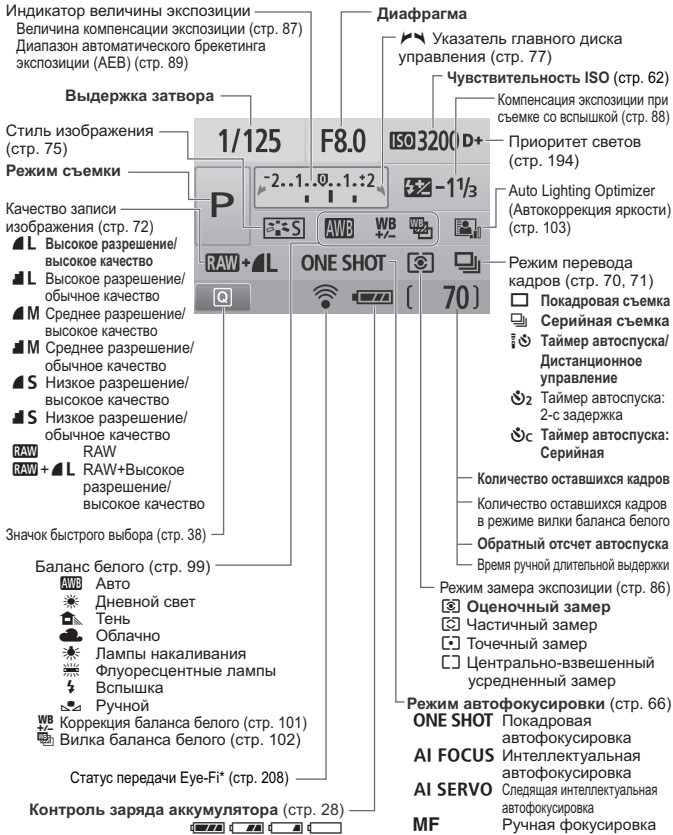 Индикатор величины экспозиции
Величина компенсации экспозиции (стр. 87)
Диапазон автоматического брекетинга
экспозиции (AEB) (стр. 89)
Выдержка затвора
Стиль изображения
(стр. 75)
Режим съемки
Качество записи
изображения (стр. 72)
L Высокое разрешение/
высокое качество
L Высокое разрешение/
обычное качество
M Среднее разрешение/
высокое качество
M Среднее разрешение/
обычное качество
S Низкое разрешение/
высокое качество
S Низкое разрешение/
обычное качество
RAW RAW
RAW + L RAW+Высокое
разрешение/
высокое качество
Значок быстрого выбора (стр. 38)
Диафрагма
Указатель главного диска
управления (стр. 77)
Чувствительность ISO (стр. 62)
Компенсация экспозиции при
съемке со вспышкой (стр. 88)
Приоритет светов
(стр. 194)
Auto Lighting Optimizer
(Автокоррекция яркости)
(стр. 103)
Режим перевода
кадров (стр. 70, 71)
Покадровая съемка
Серийная съемка
Таймер автоспуска/
Дистанционное
управление
2 Таймер автоспуска:
2-с задержка
C Таймер автоспуска:
Серийная
Количество оставшихся кадров
Количество оставшихся кадров
в режиме вилки баланса белого
Обратный отсчет автоспуска
Время ручной длительной выдержки
1/125 F8.0 ISO 3200 D+
P -2..1..0..1.:2 -1 1/3
S AWB WB +/- WB
RAW+L ONE SHOT
Q [ 70]
Баланс белого (стр. 99)
AWB Авто
Дневной свет
Тень
Облачно
Лампы накаливания
Флуоресцентные лампы
Вспышка
Ручной
WB +/- Коррекция баланса белого (стр. 101)
WB Вилка баланса белого (стр. 102)
Статус передачи Eye-Fi* (стр. 208)
Контроль заряда аккумулятора (стр. 28)
Режим замера экспозиции (стр. 86)
Оценочный замер
Частичный замер
Точечный замер
Центрально-взвешенный
усредненный замер
Режим автофокусировки (стр. 66)
ONE SHOT Покадровая
автофокусировка
AI FOCUS Интеллектуальная
автофокусировка
AI SERVO Следящая интеллектуальная
автофокусировка
MF Ручная фокусировка